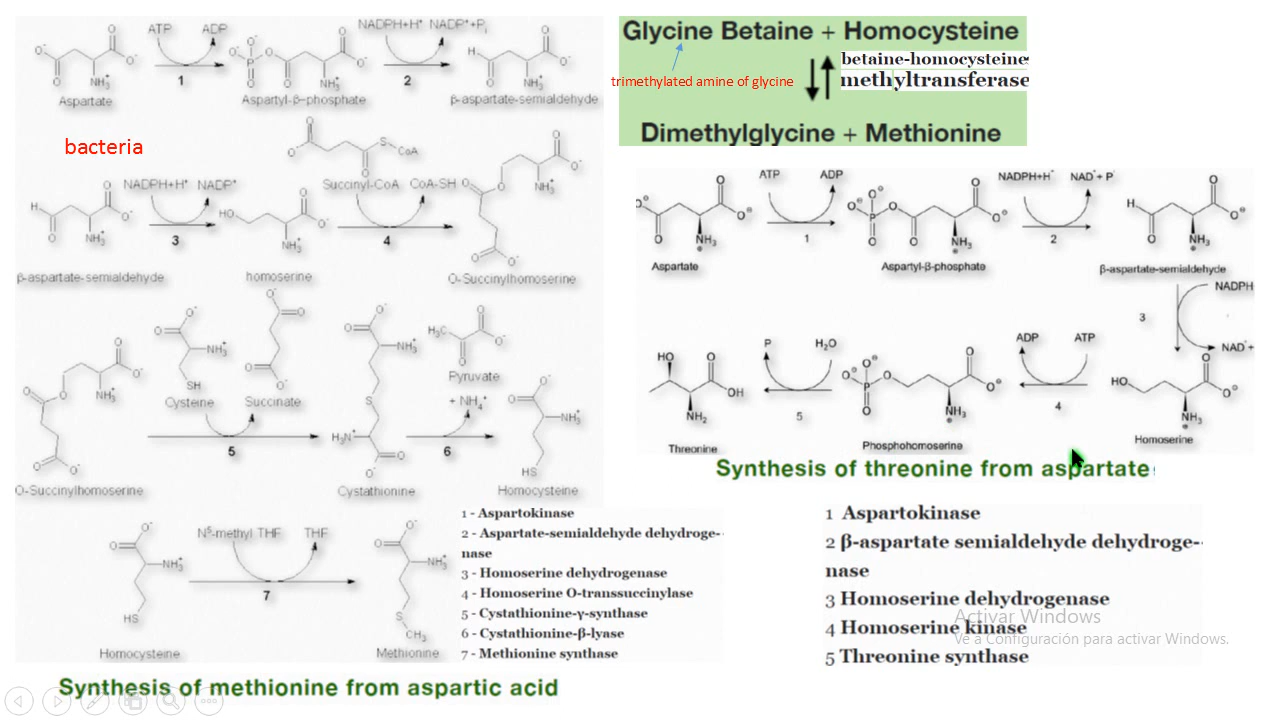 ATP
ADP
NADPH+H⁺ NADP⁺+Pᵢ
1
2
Aspartate
Aspartyl-β-phosphate
β-aspartate-semialdehyde
bacteria
NADPH+H⁺ NADP⁺
Succinyl-CoA
CoA-SH
3
4
β-aspartate-semialdehyde
homoserine
O-Succinylhomoserine
Cysteine
Succinate
Pyruvate
+ NH₄⁺
5
6
O-Succinylhomoserine
Cystathionine
Homocysteine
N⁵-methyl THF
THF
7
Homocysteine
Methionine
1 - Aspartokinase
2 - Aspartate-semialdehyde dehydroge-
nase
3 - Homoserine dehydrogenase
4 - Homoserine O-transsuccinylase
5 - Cystathionine-γ-synthase
6 - Cystathionine-β-lyase
7 - Methionine synthase
Synthesis of methionine from aspartic acid
Glycine Betaine + Homocysteine
trimethylated amine of glycine
betaine-homocysteine
methyltransferase
Dimethylglycine + Methionine
ATP
ADP
NADPH+H⁺
NAD⁺+ P
1
2
Aspartate
Aspartyl-β-phosphate
β-aspartate-semialdehyde
NADPH
3
NAD⁺+
P
H₂O
ADP
ATP
5
4
Threonine
Phosphohomoserine
Homoserine
Synthesis of threonine from aspartate
1 Aspartokinase
2 β-aspartate semialdehyde dehydroge-
nase
3 Homoserine dehydrogenase
4 Homoserine kinase
5 Threonine synthase
Activar Windows
Ve a Configuración para activar Windows.